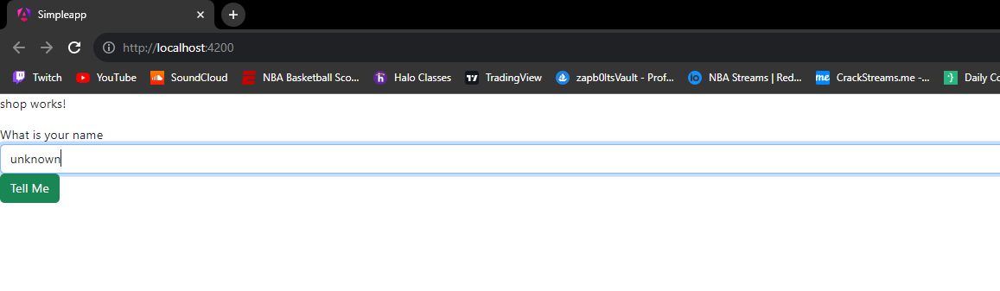 Simpleapp
http://localhost:4200
Twitch YouTube SoundCloud NBA Basketball Sco... Halo Classes TradingView zapb0ltsVault - Prof... NBA Streams | Red... CrackStreams.me -... Daily Co
shop works!
What is your name
unknown
Tell Me